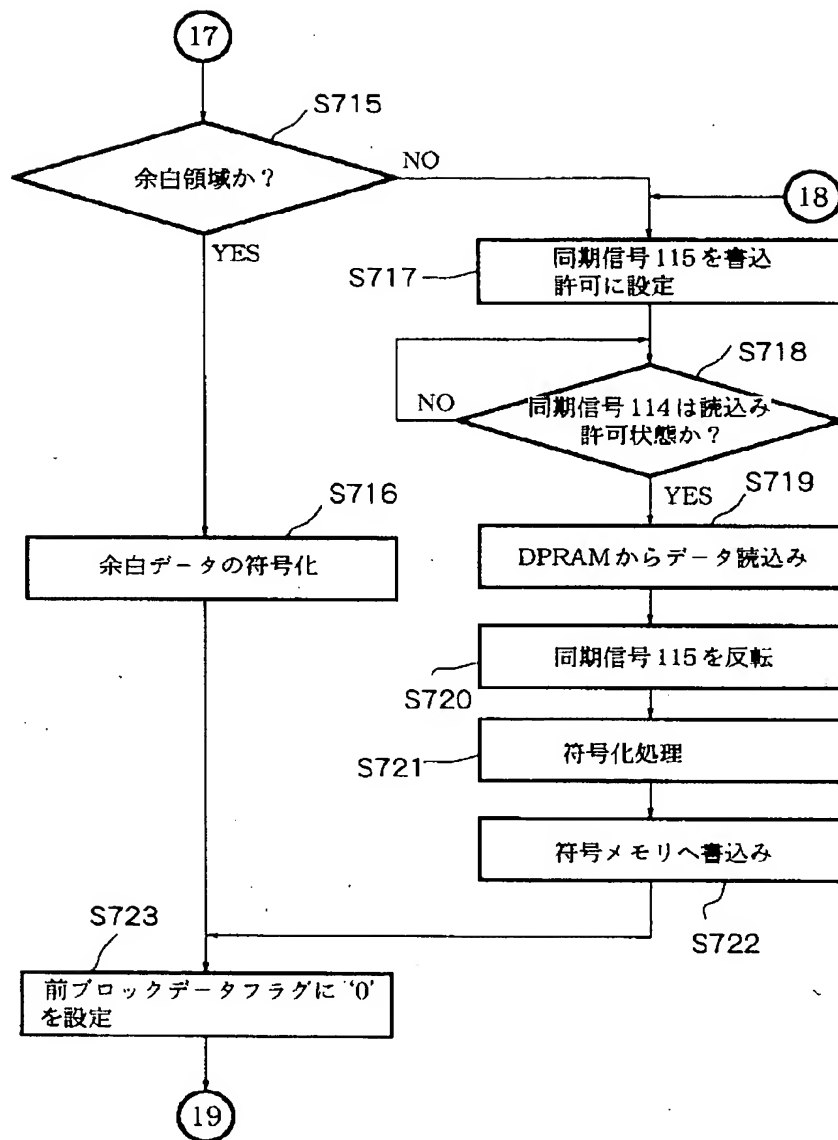 17
S715
余白領域か?
NO
18
YES
S717
同期信号115を書込
許可に設定
S718
NO
同期信号114は読込み
許可状態か?
YES
S719
S716
余白データの符号化
DPRAMからデータ読込み
同期信号115を反転
S720
S721
符号化処理
符号メモリへ書込み
S722
S723
前ブロックデータフラグに '0'
を設定
19